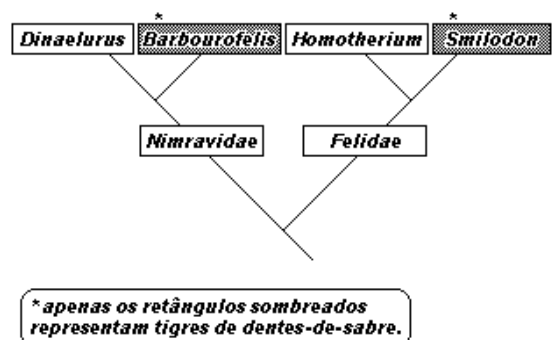 * *
Dinaelurus Barbourofelis Homotherium Smilodon
Nimravidae Felidae
* apenas os retângulos sombreados
representam tigres de dentes-de-sabre.